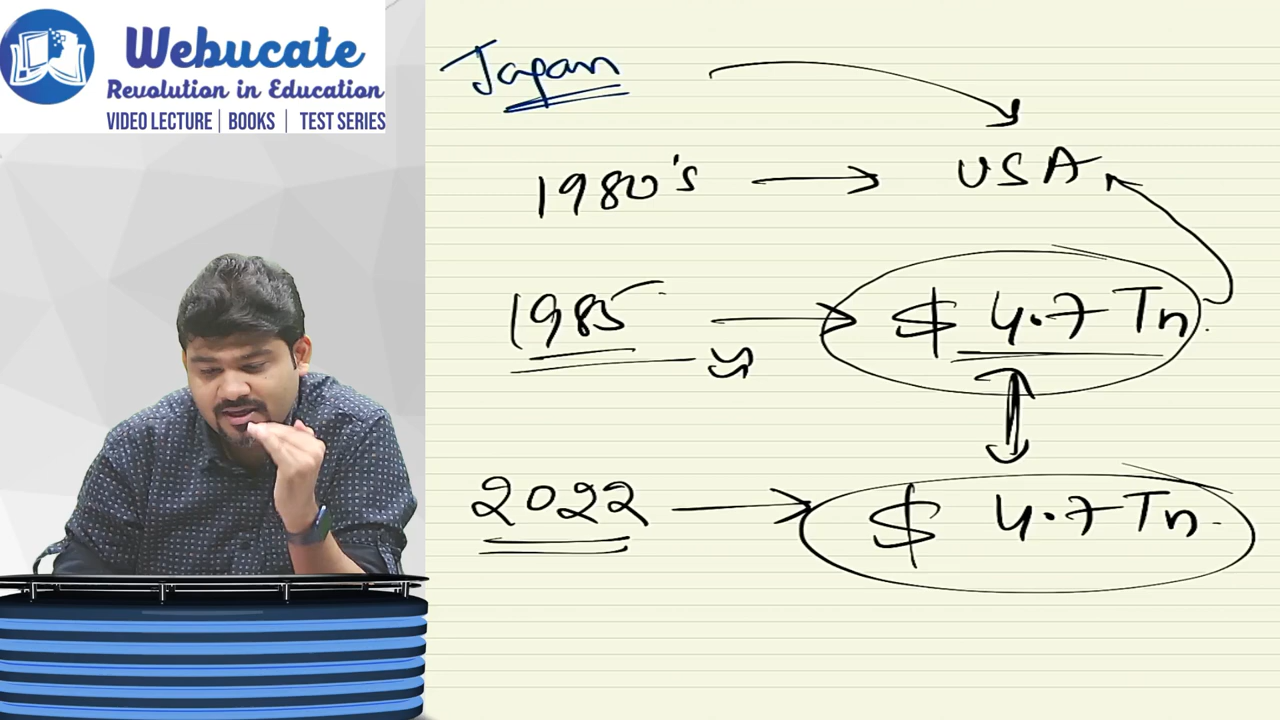 Webucate
Revolution in Education
VIDEO LECTURE | BOOKS | TEST SERIES
Japan
1980's → USA
1985 → $ 4.7 Tn.
2022 → $ 4.7 Tn.